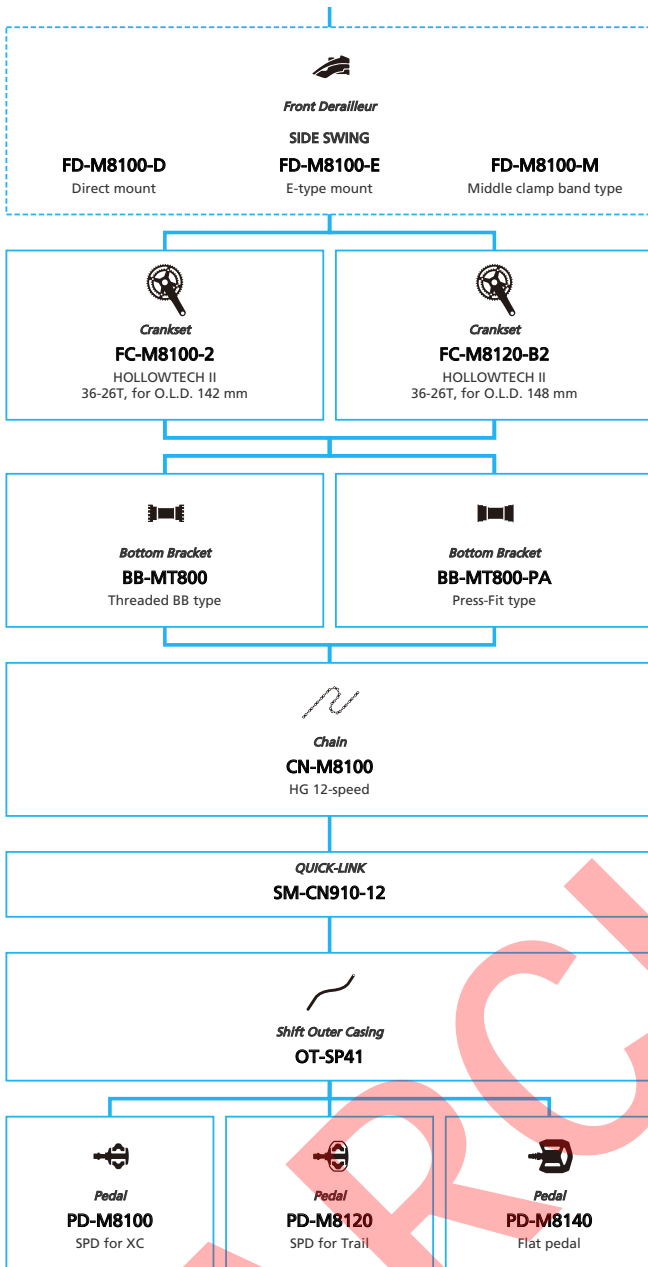 Front Derailleur
SIDE SWING
FD-M8100-D
Direct mount
FD-M8100-E
E-type mount
FD-M8100-M
Middle clamp band type
Crankset
FC-M8100-2
HOLLOWTECH II
36-26T, for O.L.D. 142 mm
Crankset
FC-M8120-B2
HOLLOWTECH II
36-26T, for O.L.D. 148 mm
Bottom Bracket
BB-MT800
Threaded BB type
Bottom Bracket
BB-MT800-PA
Press-Fit type
Chain
CN-M8100
HG 12-speed
QUICK-LINK
SM-CN910-12
Shift Outer Casing
OT-SP41
Pedal
PD-M8100
SPD for XC
Pedal
PD-M8120
SPD for Trail
Pedal
PD-M8140
Flat pedal